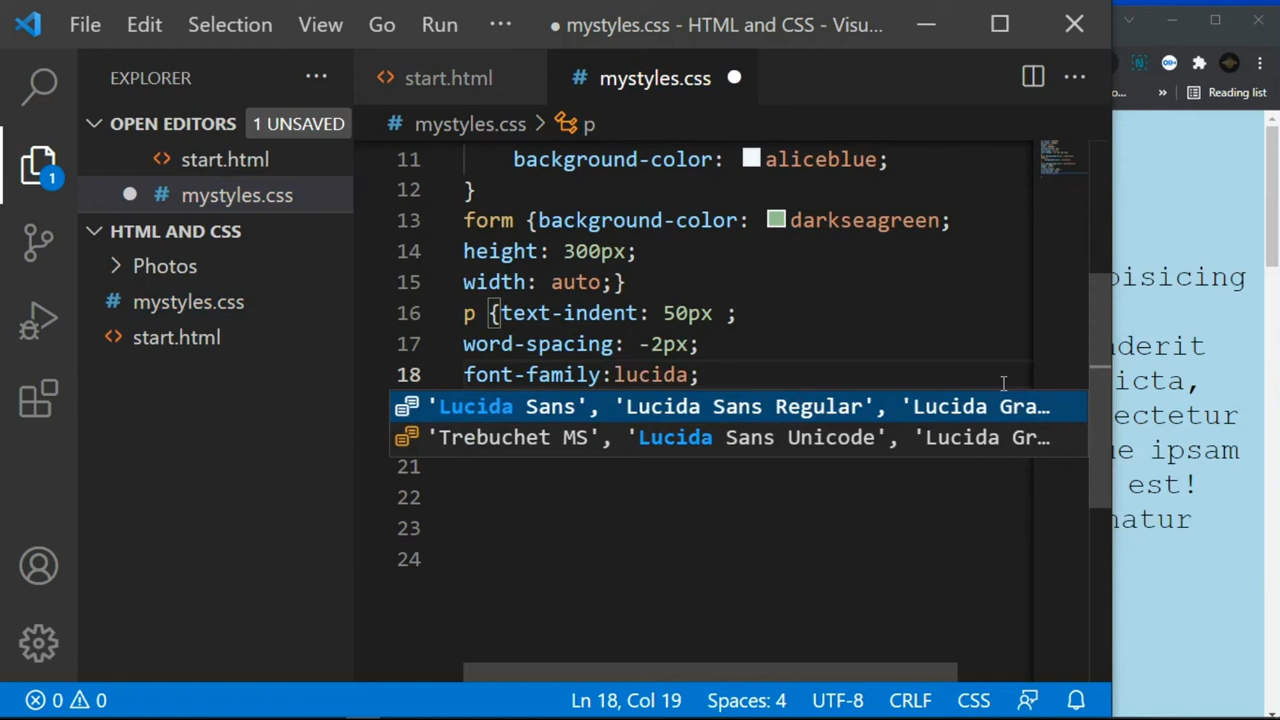 File Edit Selection View Go Run ··· ● mystyles.css - HTML and CSS - Visu...
EXPLORER ···
start.html
# mystyles.css ●
OPEN EDITORS 1 UNSAVED
# mystyles.css > p
... » Reading list
start.html
● # mystyles.css
HTML AND CSS
Photos
# mystyles.css
<> start.html
1
11 background-color: aliceblue;
12 }
13 form {background-color: darkseagreen;
14 height: 300px;
15 width: auto;}
16 p {text-indent: 50px ;
17 word-spacing: -2px;
18 font-family:lucida;
'Lucida Sans', 'Lucida Sans Regular', 'Lucida Gra...
'Trebuchet MS', 'Lucida Sans Unicode', 'Lucida Gr...
21
22
23
24
pisicing
nderit
icta,
ectetur
ue ipsam
est!
natur
0 0 Ln 18, Col 19 Spaces: 4 UTF-8 CRLF CSS